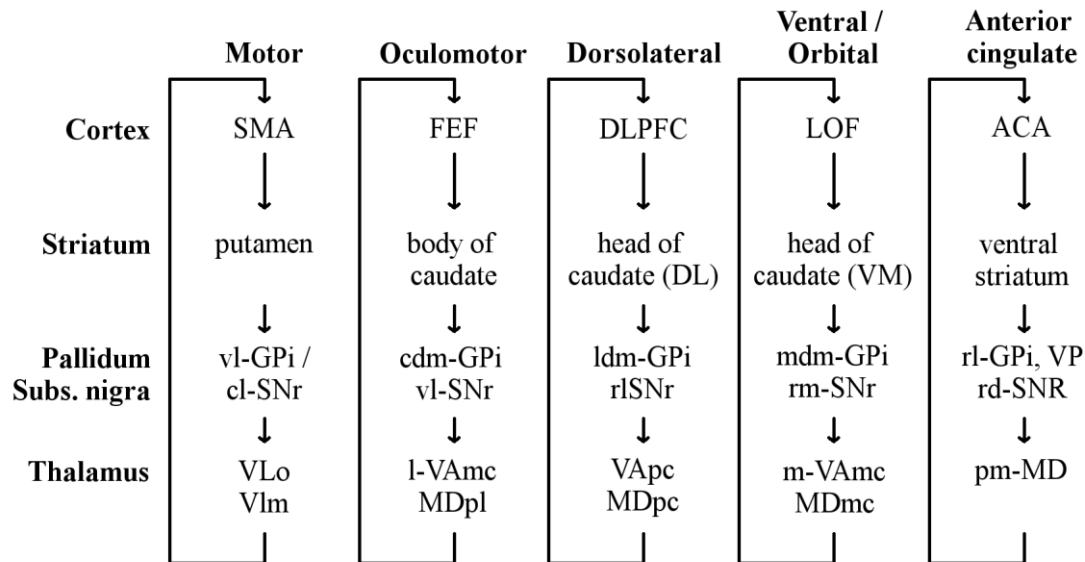 Motor
Oculomotor
Dorsolateral
Ventral /
Orbital
Anterior
cingulate
Cortex
SMA
FEF
DLPFC
LOF
ACA
Striatum
putamen
body of
caudate
head of
caudate (DL)
head of
caudate (VM)
ventral
striatum
Pallidum
Subs. nigra
vl-GPi /
cl-SNr
cdm-GPi
vl-SNr
ldm-GPi
rlSNr
mdm-GPi
rm-SNr
rl-GPi, VP
rd-SNR
Thalamus
VLo
Vlm
l-VAmc
MDpl
VApc
MDpc
m-VAmc
MDmc
pm-MD